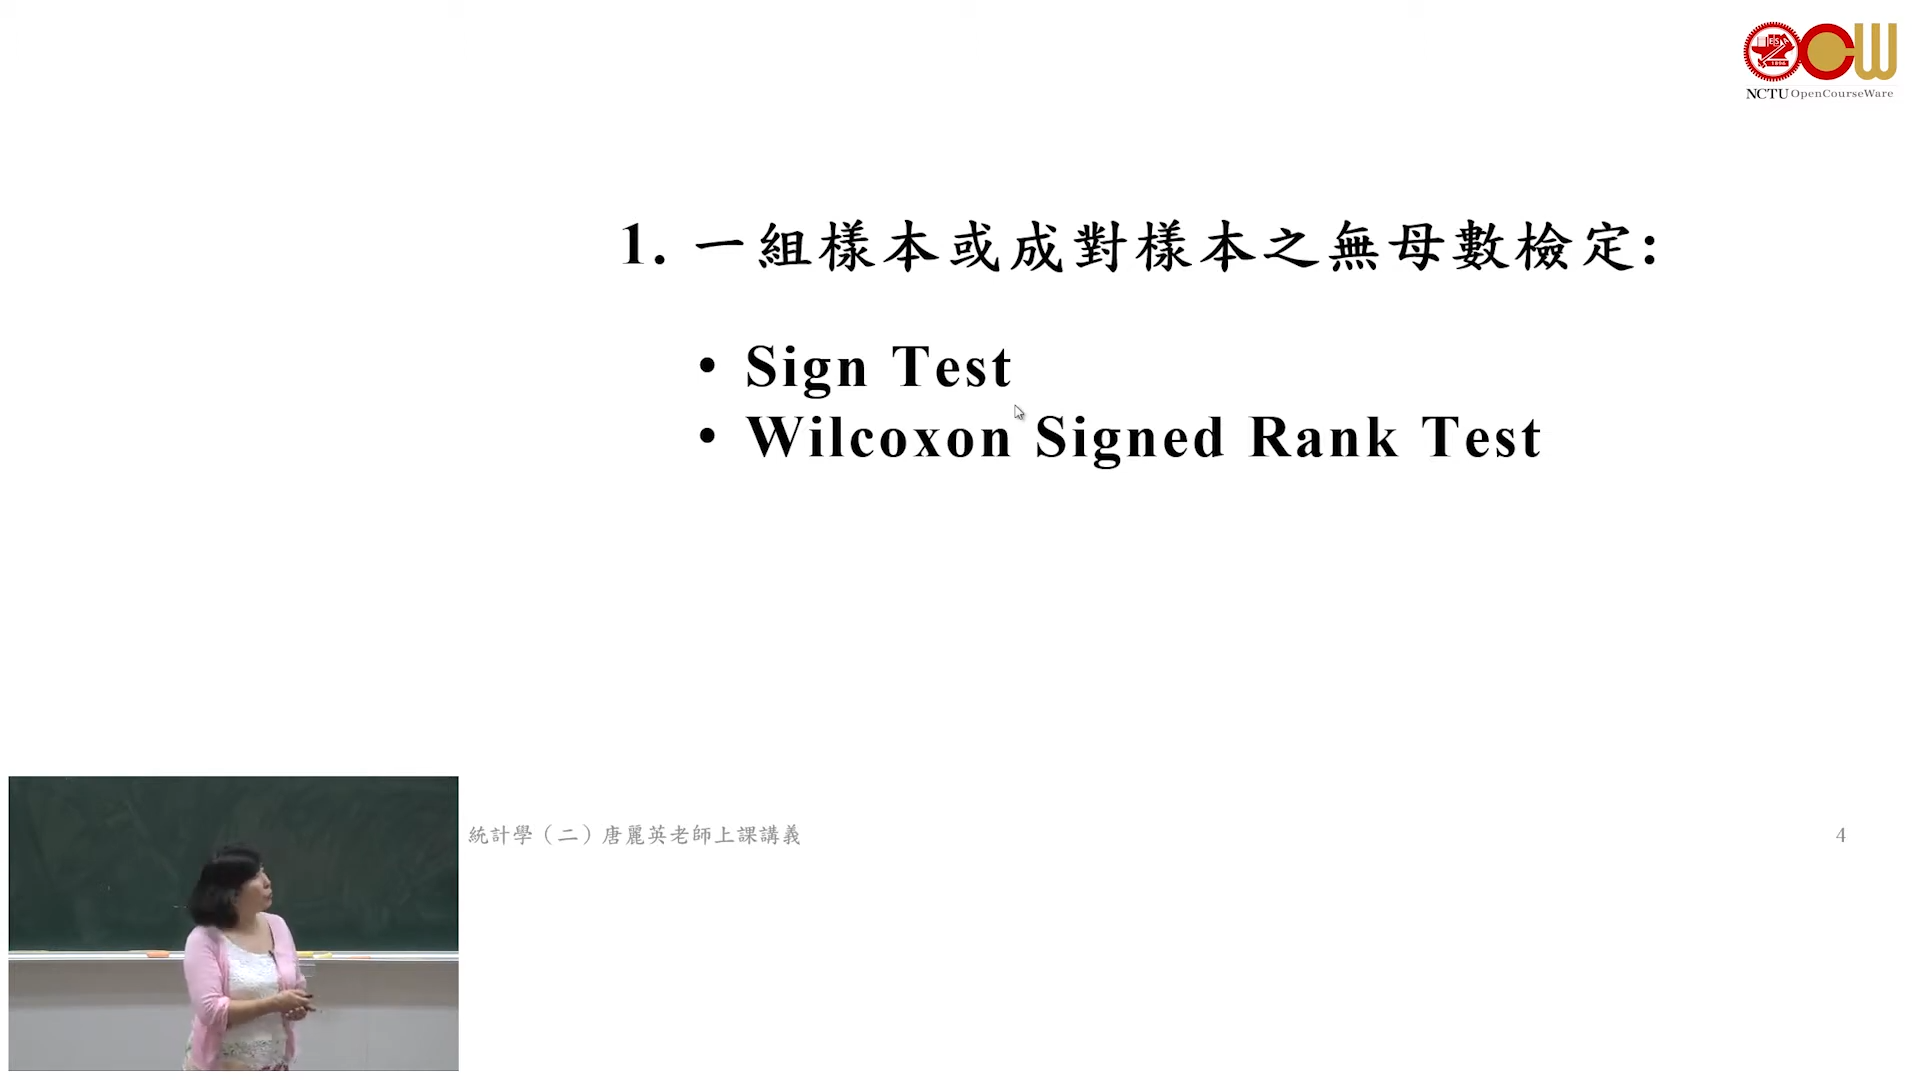 NCTU OpenCourseWare
1. 一組樣本或成對樣本之無母數檢定:
• Sign Test
• Wilcoxon Signed Rank Test
統計學（二）唐麗英老師上課講義
4